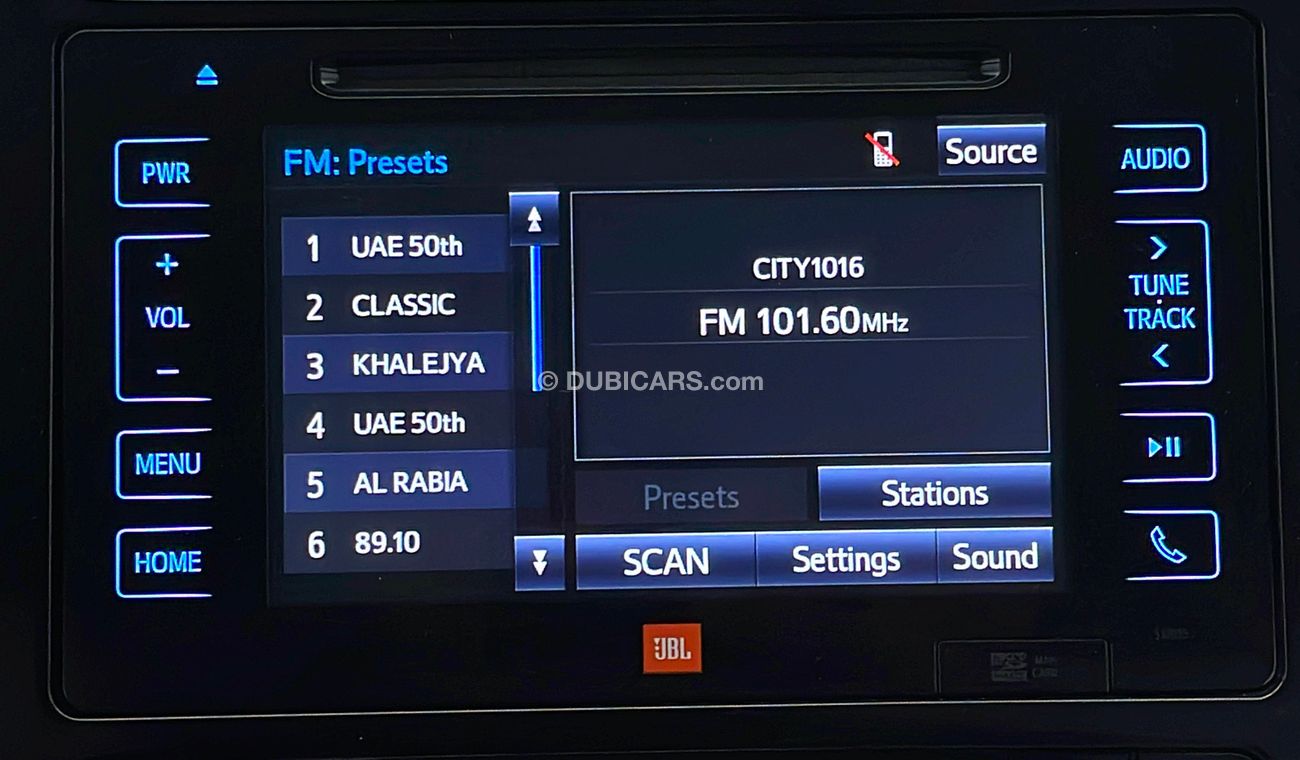 FM: Presets
Source
PWR
+
VOL
−
MENU
HOME
1 UAE 50th
2 CLASSIC
3 KHALEJYA
4 UAE 50th
5 AL RABIA
6 89.10
CITY1016
FM 101.60MHz
© DUBICARS.com
Presets
Stations
SCAN
Settings
Sound
AUDIO
>
TUNE
TRACK
<
JBL